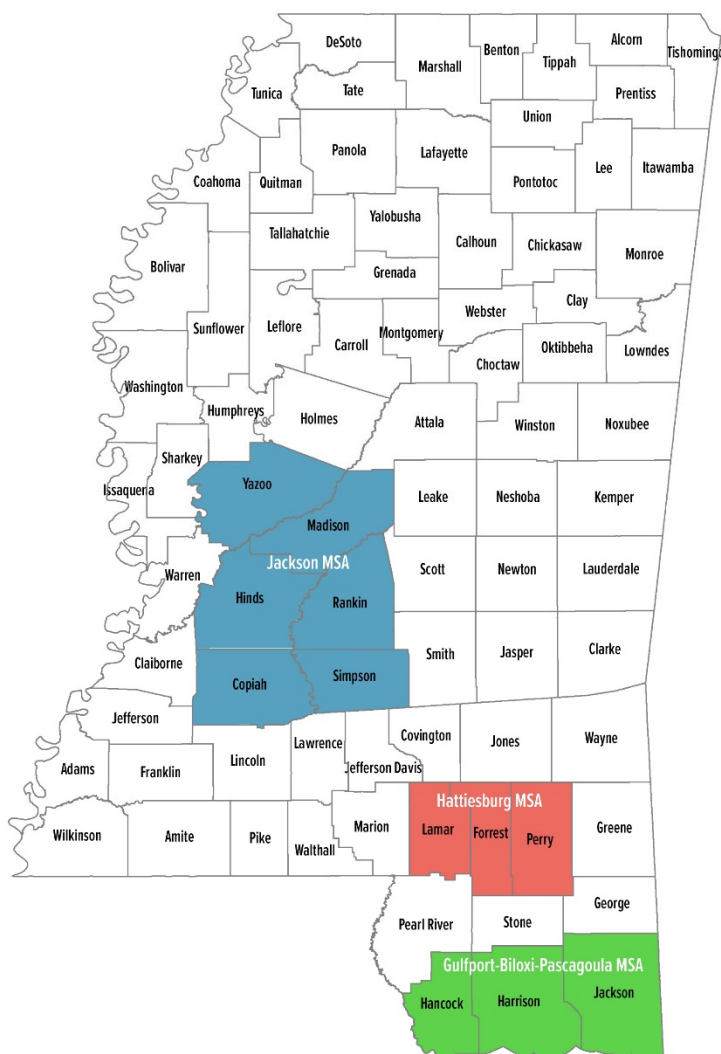 DeSoto
Marshall
Benton
Tippah
Alcorn
Tishomingo
Tunica
Tate
Prentiss
Union
Panola
Lafayette
Lee
Itawamba
Coahoma
Quitman
Pontotoc
Yalobusha
Tallahatchie
Calhoun
Chickasaw
Monroe
Bolivar
Grenada
Clay
Webster
Sunflower
Leflore
Carroll
Montgomery
Oktibbeha
Lowndes
Choctaw
Washington
Humphreys
Holmes
Attala
Winston
Noxubee
Sharkey
Issaquena
Yazoo
Leake
Neshoba
Kemper
Madison
Jackson MSA
Warren
Scott
Newton
Lauderdale
Hinds
Rankin
Claiborne
Smith
Jasper
Clarke
Copiah
Simpson
Jefferson
Lawrence
Covington
Jones
Wayne
Adams
Franklin
Lincoln
Jefferson Davis
Hattiesburg MSA
Wilkinson
Amite
Pike
Walthall
Marion
Lamar
Forrest
Perry
Greene
Pearl River
Stone
George
Gulfport-Biloxi-Pascagoula MSA
Hancock
Harrison
Jackson